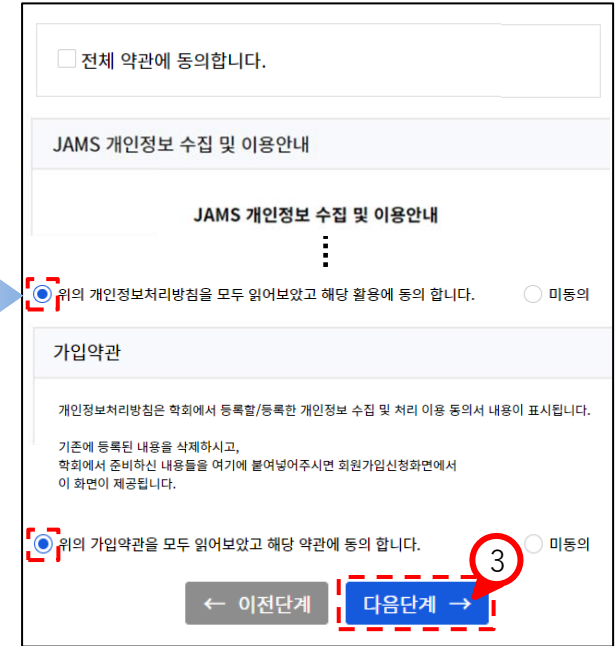 전체 약관에 동의합니다.
JAMS 개인정보 수집 및 이용안내
JAMS 개인정보 수집 및 이용안내
위의 개인정보처리방침을 모두 읽어보았고 해당 활용에 동의 합니다. 미동의
가입약관
개인정보처리방침은 학회에서 등록할/등록한 개인정보 수집 및 처리 이용 동의서 내용이 표시됩니다.
기존에 등록된 내용을 삭제하시고,
학회에서 준비하신 내용들을 여기에 붙여넣어주시면 회원가입신청화면에서
이 화면이 제공됩니다.
위의 가입약관을 모두 읽어보았고 해당 약관에 동의 합니다. 미동의
3
← 이전단계 다음단계 →